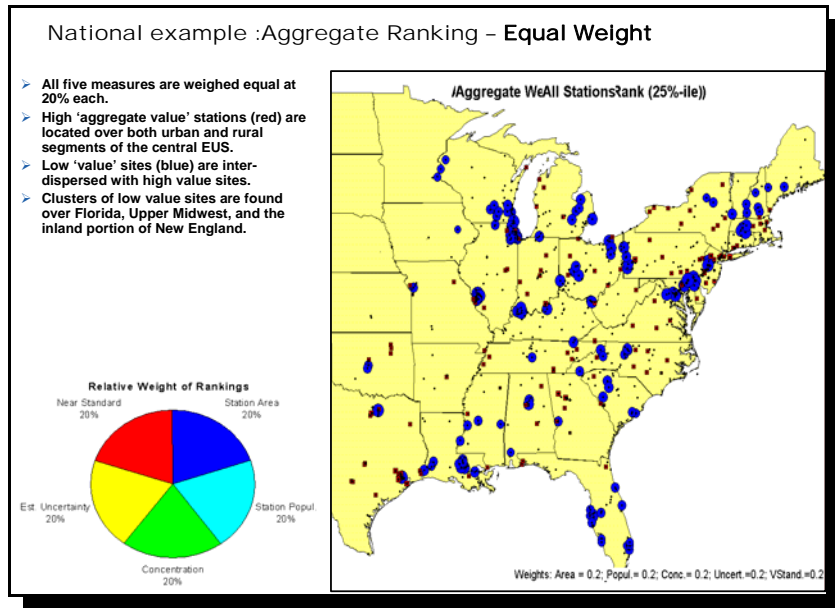 National example :Aggregate Ranking – Equal Weight
All five measures are weighed equal at
20% each.
High ‘aggregate value’ stations (red) are
located over both urban and rural
segments of the central EUS.
Low ‘value’ sites (blue) are inter-
dispersed with high value sites.
Clusters of low value sites are found
over Florida, Upper Midwest, and the
inland portion of New England.
/Aggregate WeAll StationsRank (25%-ile))
Relative Weight of Rankings
Near Standard
20%
Station Area
20%
Est. Uncertainty
20%
Station Popul.
20%
Concentration
20%
Weights: Area = 0.2; Popul.= 0.2; Conc.= 0.2; Uncert.=0.2; VStand.=0.2